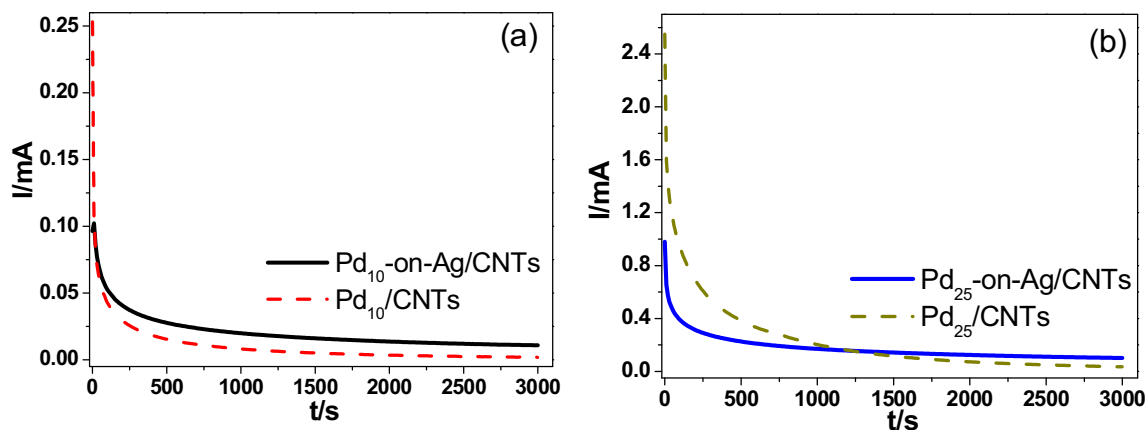 (a)
I/mA
0.25
0.20
0.15
0.10
0.05
0.00
Pd₁₀-on-Ag/CNTs
Pd₁₀/CNTs
0 500 1000 1500 2000 2500 3000
t/s
(b)
I/mA
2.4
2.0
1.6
1.2
0.8
0.4
0.0
Pd₂₅-on-Ag/CNTs
Pd₂₅/CNTs
0 500 1000 1500 2000 2500 3000
t/s